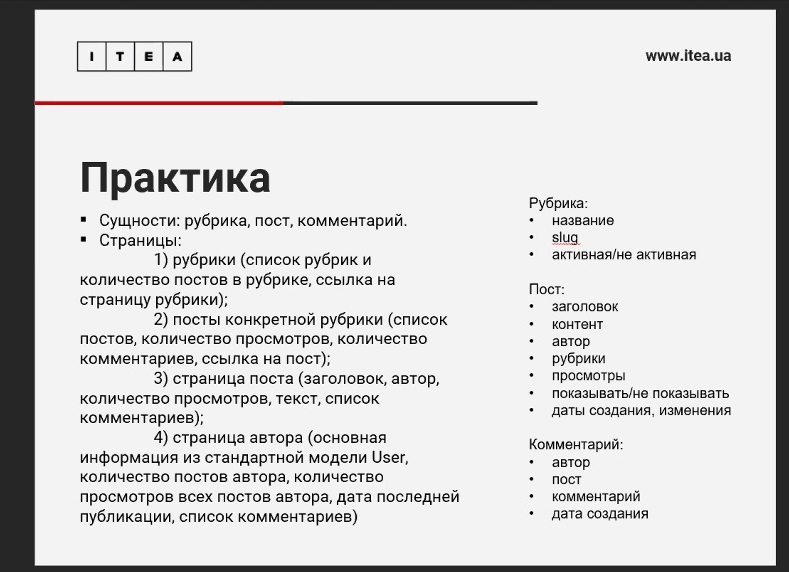 ITEA
www.itea.ua
Практика
▪ Сущности: рубрика, пост, комментарий.
▪ Страницы:
1) рубрики (список рубрик и
количество постов в рубрике, ссылка на
страницу рубрики);
2) посты конкретной рубрики (список
постов, количество просмотров, количество
комментариев, ссылка на пост);
3) страница поста (заголовок, автор,
количество просмотров, текст, список
комментариев);
4) страница автора (основная
информация из стандартной модели User,
количество постов автора, количество
просмотров всех постов автора, дата последней
публикации, список комментариев)
Рубрика:
• название
• slug
• активная/не активная
Пост:
• заголовок
• контент
• автор
• рубрики
• просмотры
• показывать/не показывать
• даты создания, изменения
Комментарий:
• автор
• пост
• комментарий
• дата создания